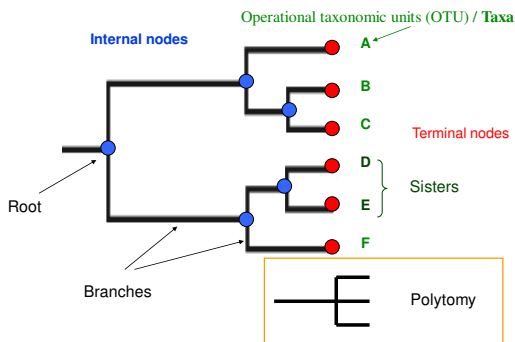 Operational taxonomic units (OTU) / Taxa
Internal nodes
A
B
C
Terminal nodes
D
Sisters
E
Root
F
Branches
Polytomy